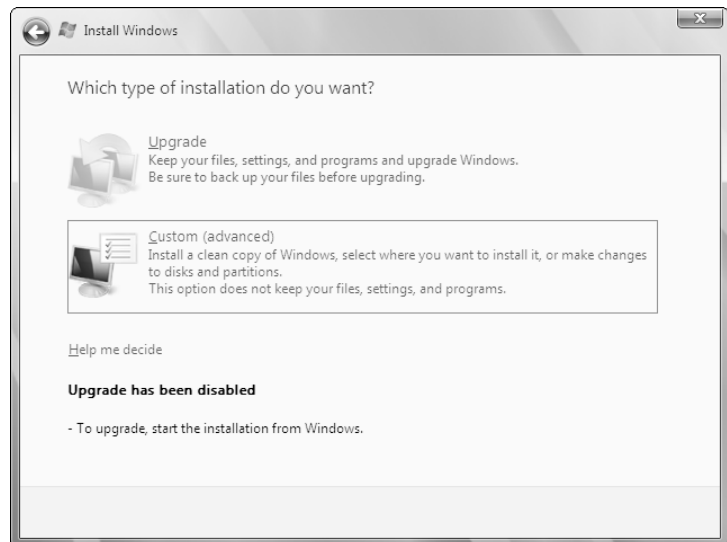 Install Windows
Which type of installation do you want?
Upgrade
Keep your files, settings, and programs and upgrade Windows.
Be sure to back up your files before upgrading.
Custom (advanced)
Install a clean copy of Windows, select where you want to install it, or make changes
to disks and partitions.
This option does not keep your files, settings, and programs.
Help me decide
Upgrade has been disabled
- To upgrade, start the installation from Windows.